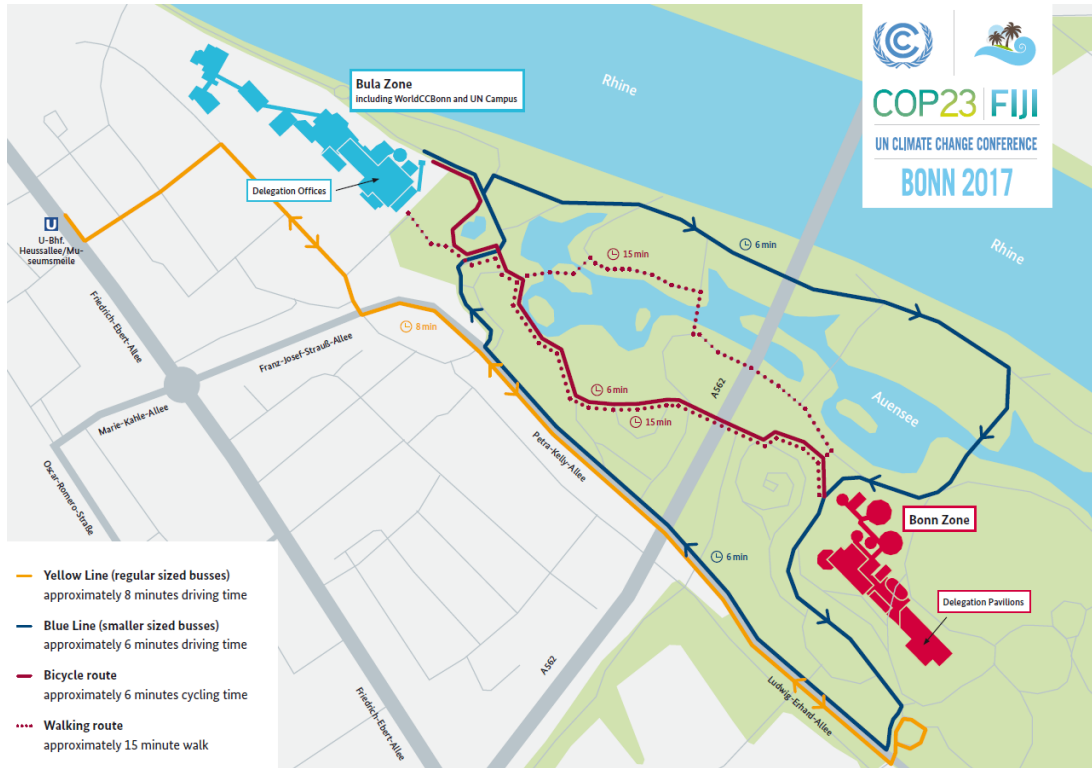 COP23 FIJI
UN CLIMATE CHANGE CONFERENCE
BONN 2017
Rhine
Bula Zone
including WorldCCBonn and UN Campus
Delegation Offices
U
U-Bhf.
Heussallee/Mu-
seumsmeile
6 min
15 min
Rhine
Friedrich-Ebert-Allee
8 min
Franz-Josef-Strauß-Allee
6 min
A562
Auensee
Marie-Kahle-Allee
15 min
Petra-Kelly-Allee
Oscar-Romero-Straße
Bonn Zone
6 min
Delegation Pavilions
A562
Ludwig-Erhard-Allee
Friedrich-Ebert-Allee
Yellow Line (regular sized busses)
approximately 8 minutes driving time
Blue Line (smaller sized busses)
approximately 6 minutes driving time
Bicycle route
approximately 6 minutes cycling time
Walking route
approximately 15 minute walk